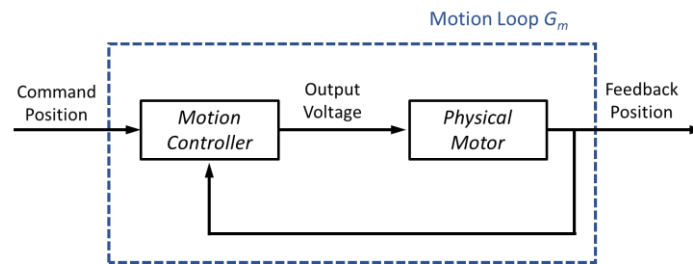 Motion Loop Gm
Command
Position
Motion
Controller
Output
Voltage
Physical
Motor
Feedback
Position